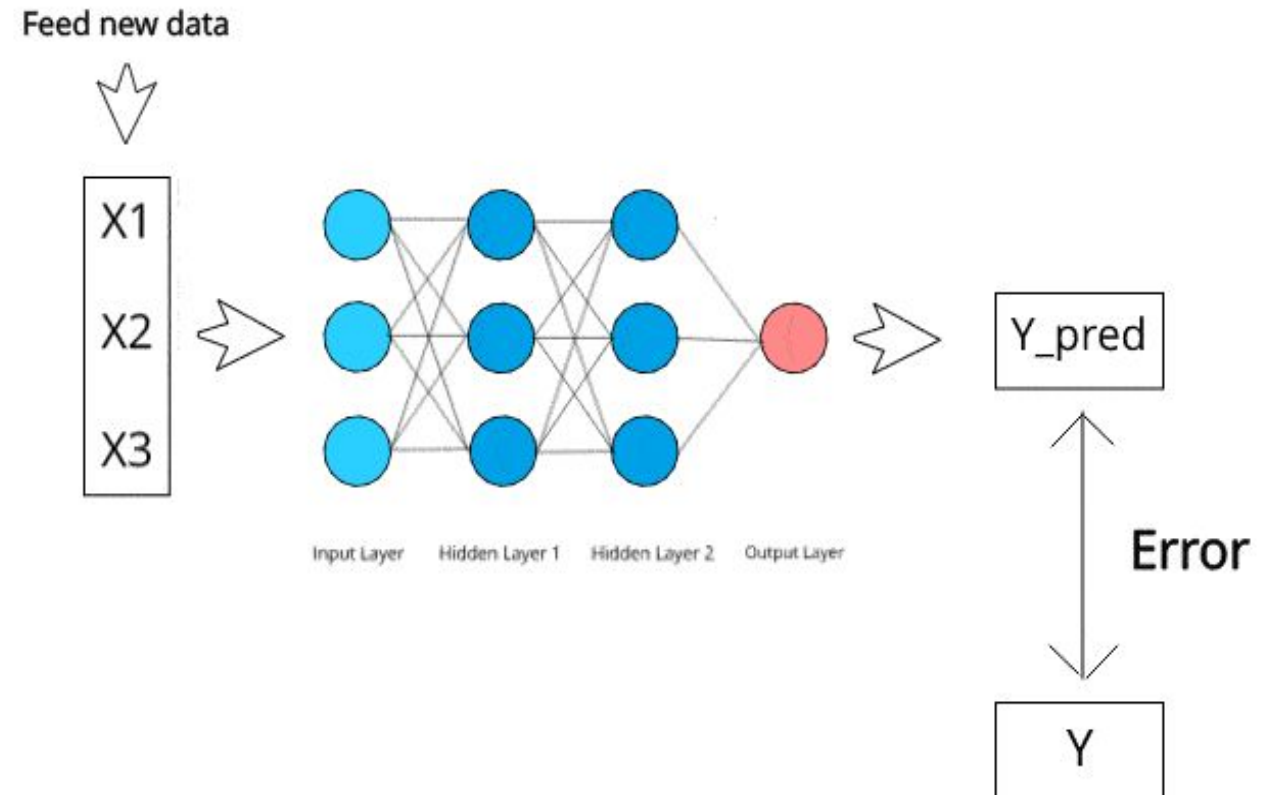 Feed new data
X1
X2
X3
Y_pred
Input Layer
Hidden Layer 1
Hidden Layer 2
Output Layer
Error
Y